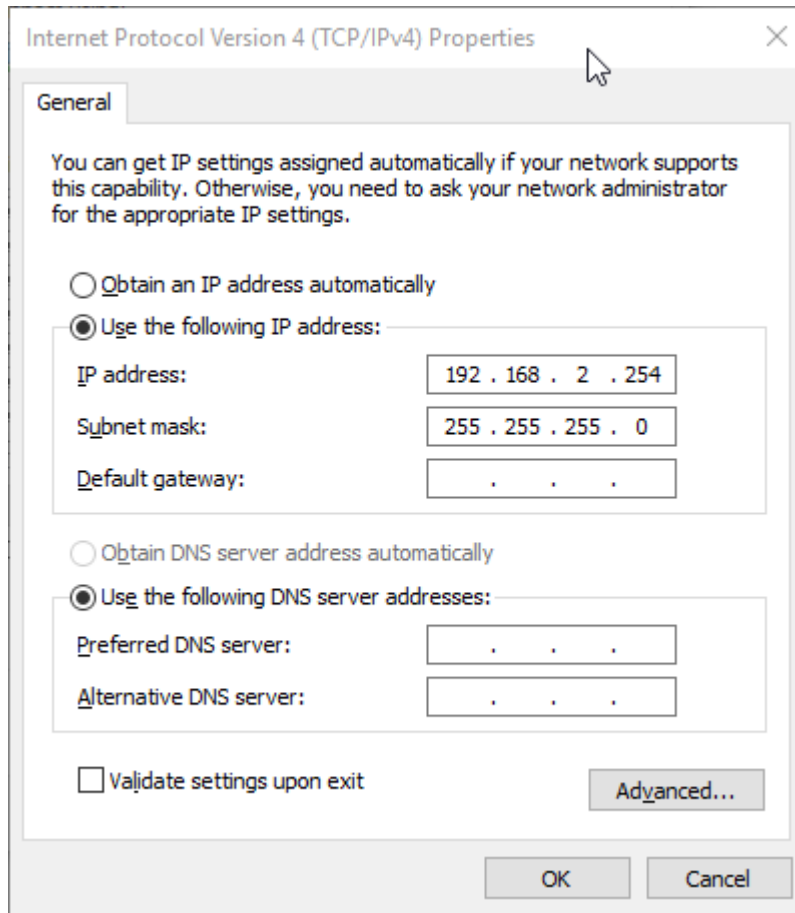 Internet Protocol Version 4 (TCP/IPv4) Properties
General
You can get IP settings assigned automatically if your network supports
this capability. Otherwise, you need to ask your network administrator
for the appropriate IP settings.
Obtain an IP address automatically
Use the following IP address:
IP address: 192 . 168 . 2 . 254
Subnet mask: 255 . 255 . 255 . 0
Default gateway: . . .
Obtain DNS server address automatically
Use the following DNS server addresses:
Preferred DNS server: . . .
Alternative DNS server: . . .
Validate settings upon exit
Advanced...
OK Cancel